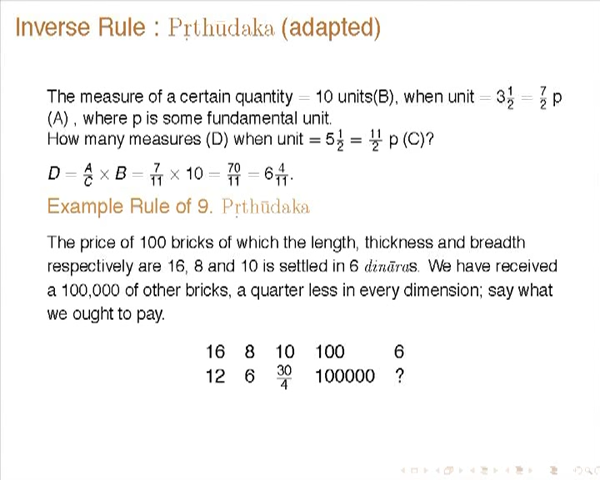 Inverse Rule : Pṛthūdaka (adapted)
The measure of a certain quantity = 10 units(B), when unit = 3½ = 7/2 p
(A) , where p is some fundamental unit.
How many measures (D) when unit = 5½ = 11/2 p (C)?
D = A/C × B = 7/11 × 10 = 70/11 = 6 4/11.
Example Rule of 9. Pṛthūdaka
The price of 100 bricks of which the length, thickness and breadth
respectively are 16, 8 and 10 is settled in 6 dināras. We have received
a 100,000 of other bricks, a quarter less in every dimension; say what
we ought to pay.
16 8 10 100 6
12 6 30/4 100000 ?